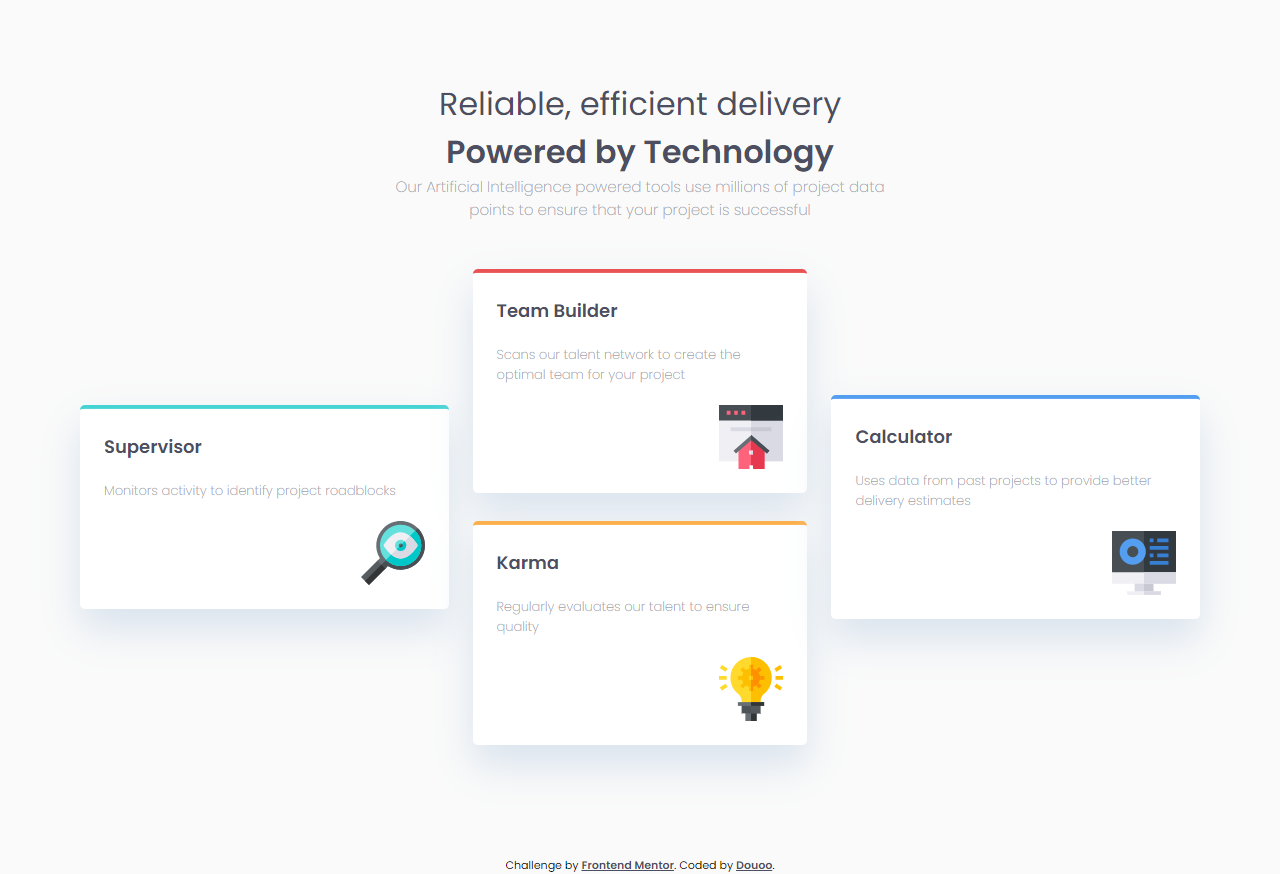 Reliable, efficient delivery
Powered by Technology
Our Artificial Intelligence powered tools use millions of project data
points to ensure that your project is successful
Supervisor
Monitors activity to identify project roadblocks
Team Builder
Scans our talent network to create the
optimal team for your project
Karma
Regularly evaluates our talent to ensure
quality
Calculator
Uses data from past projects to provide better
delivery estimates
Challenge by Frontend Mentor. Coded by Douoo.